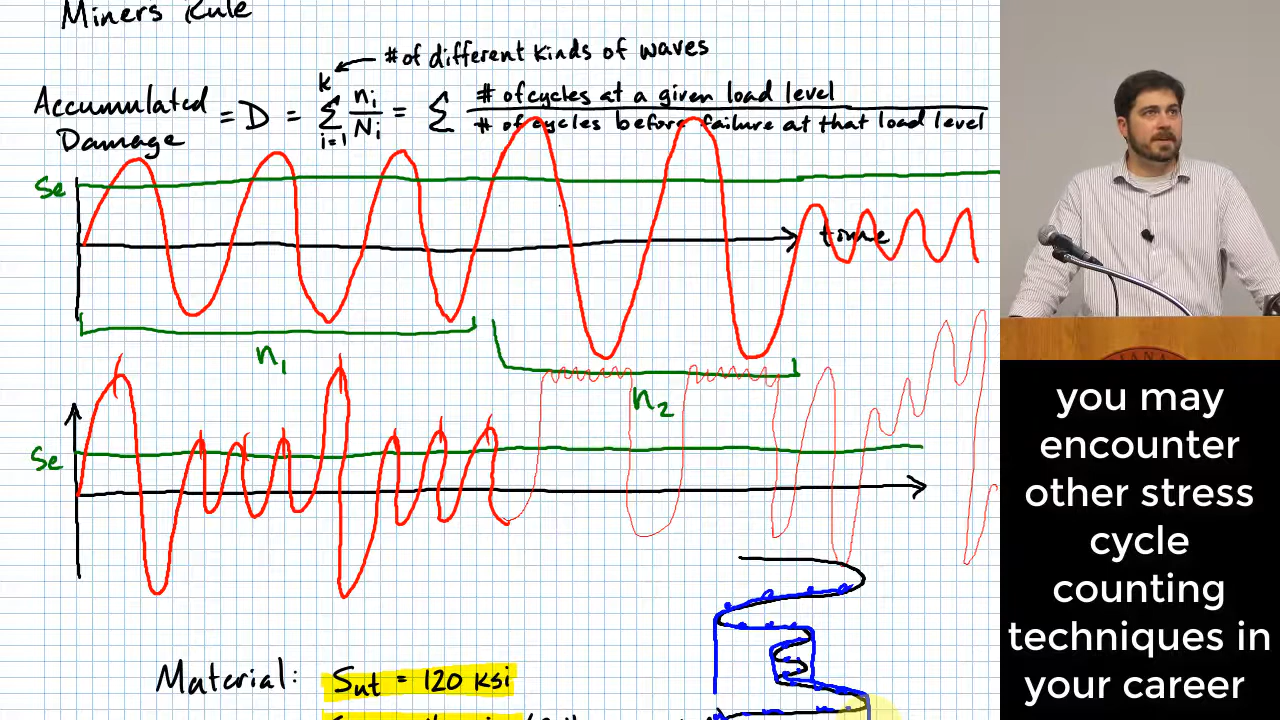 Miners Rule
# of different kinds of waves
Accumulated Damage = D = k Σ i=1 ni/Ni = Σ # of cycles at a given load level / # of cycles before failure at that load level
Se
time
n1
n2
Se
Material: Sut = 120 ksi
you may
encounter
other stress
cycle
counting
techniques in
your career